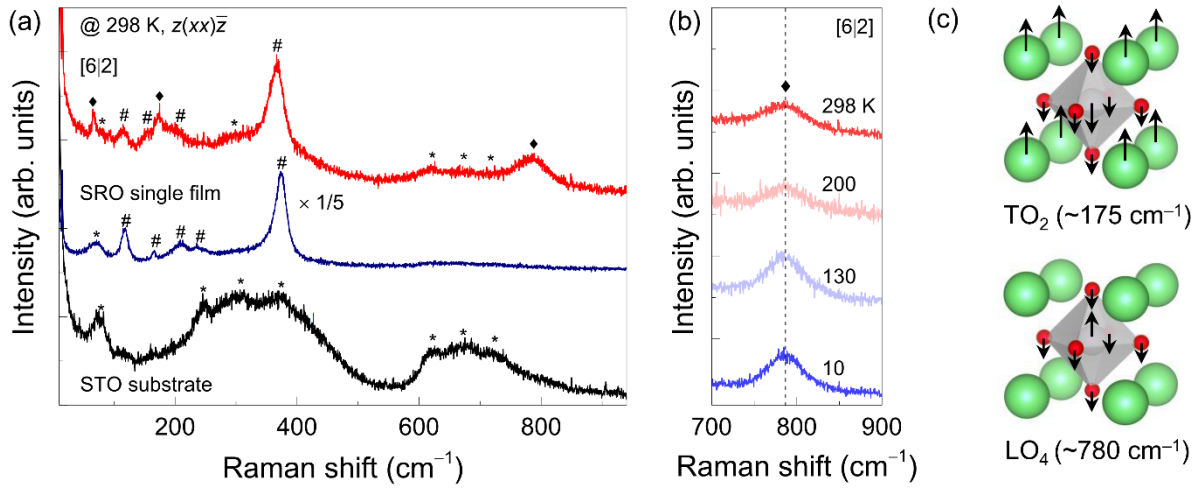 (a)
@ 298 K, z(xx)z̅
[6|2]
♦ * # # ♦ # * # * * * ♦
SRO single film
× 1/5
* # # # # #
STO substrate
* * * * * * *
Intensity (arb. units)
200 400 600 800
Raman shift (cm⁻¹)
(b)
[6|2]
♦
298 K
200
130
10
Intensity (arb. units)
700 800 900
Raman shift (cm⁻¹)
(c)
TO₂ (~175 cm⁻¹)
LO₄ (~780 cm⁻¹)